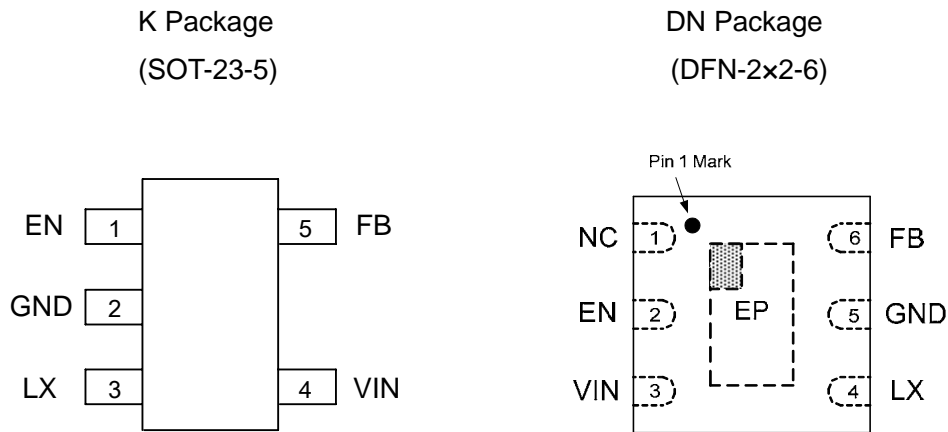 K Package
(SOT-23-5)
EN 1
GND 2
LX 3
5 FB
4 VIN
DN Package
(DFN-2×2-6)
Pin 1 Mark
NC 1
EN 2
VIN 3
EP
6 FB
5 GND
4 LX